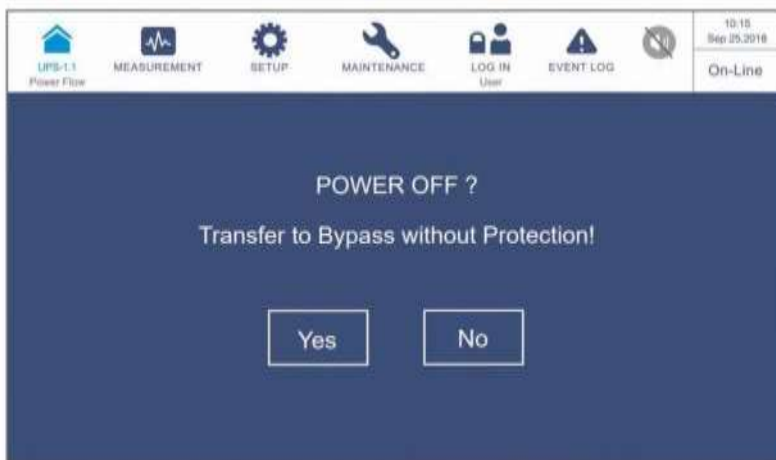 UPS-1.1
Power Flow
MEASUREMENT
SETUP
MAINTENANCE
LOG IN
User
EVENT LOG
10:15
Sep 25,2018
On-Line
POWER OFF ?
Transfer to Bypass without Protection!
Yes
No